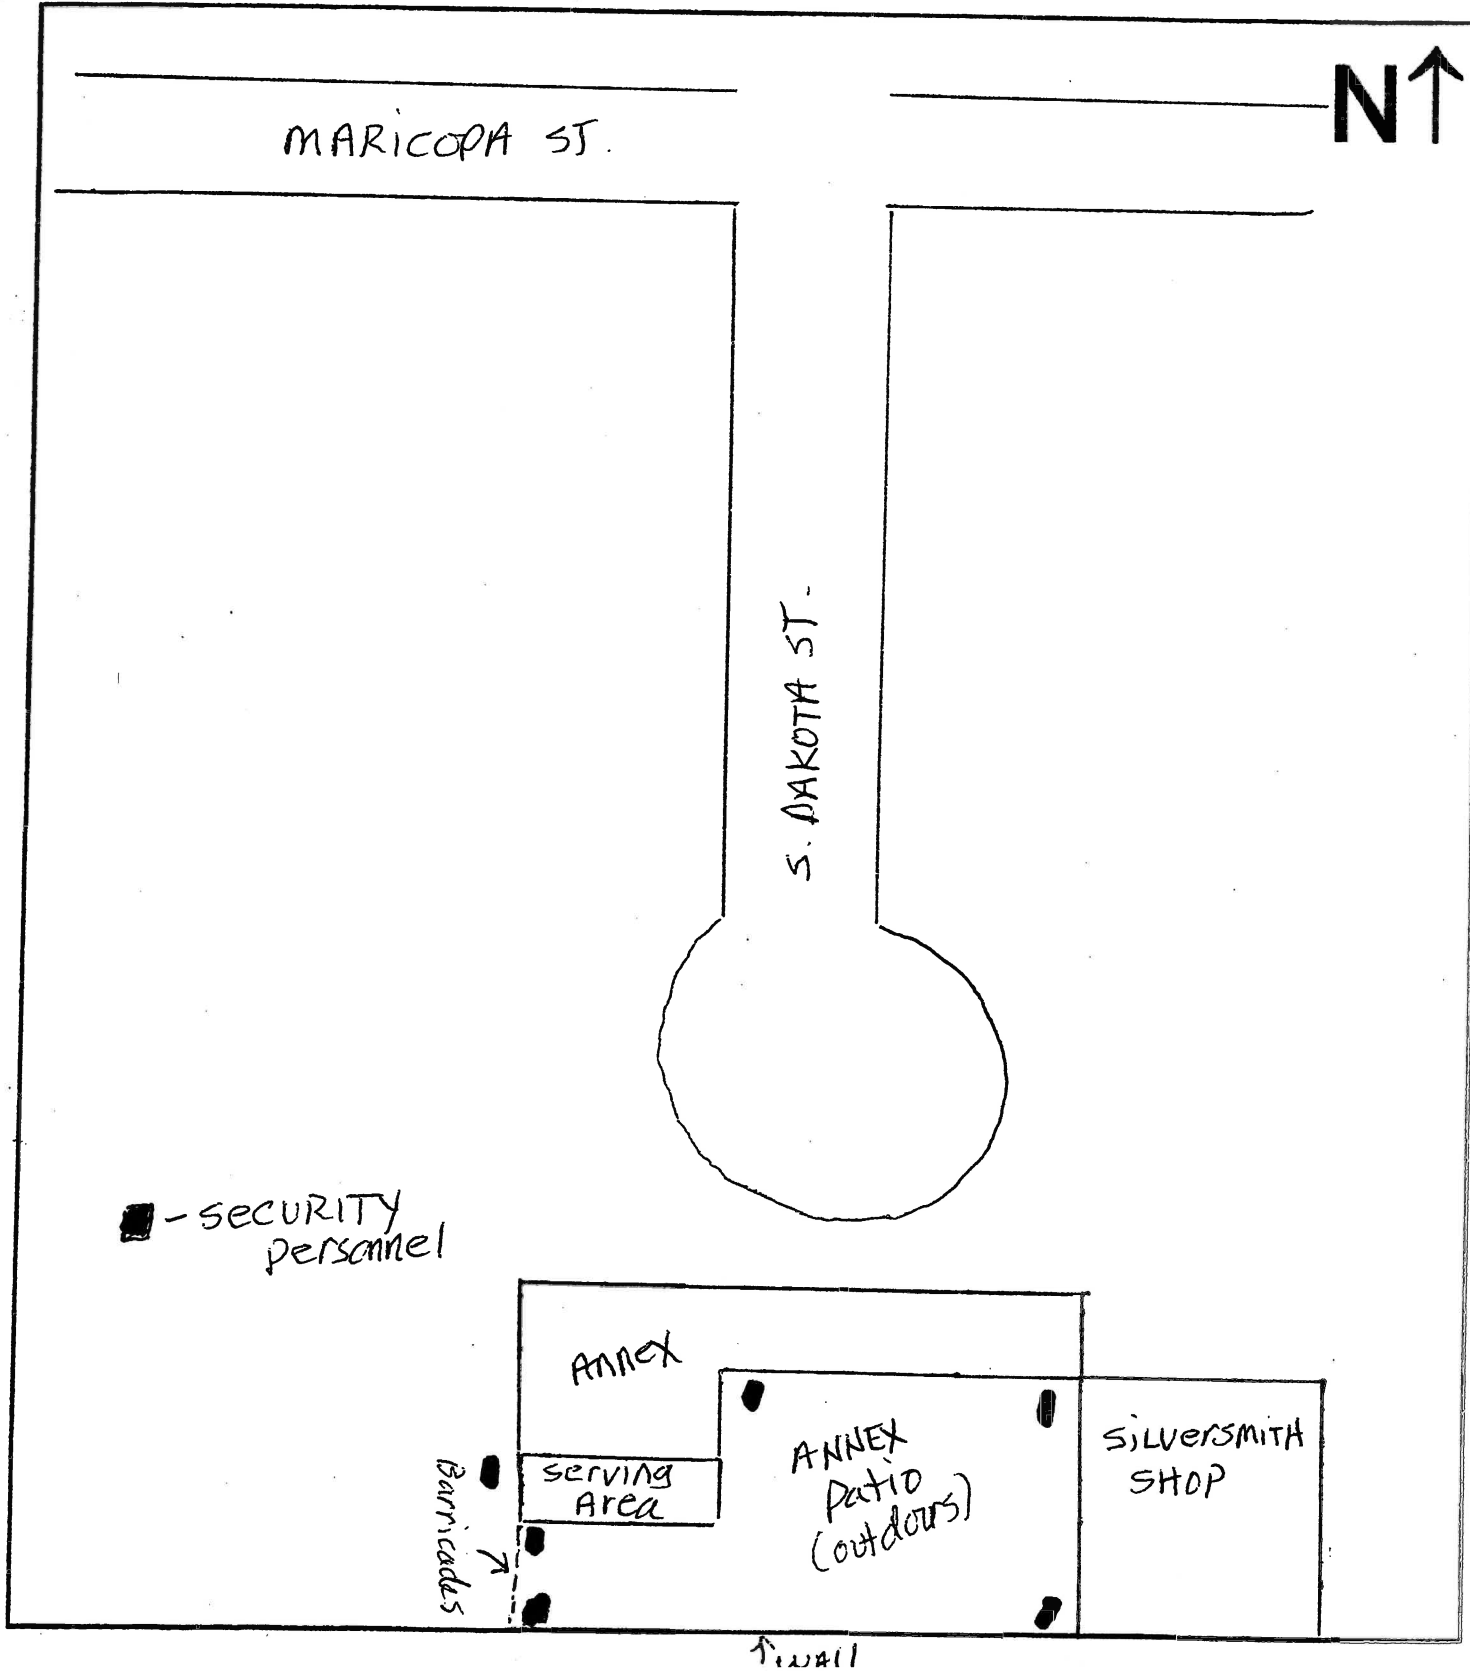 N
MARICOPA ST.
S. DAKOTA ST.
- SECURITY
personnel
ANNEX
Serving
Area
Barricades
ANNEX
Patio
(outdoors)
SILVERSMITH
SHOP
WAll